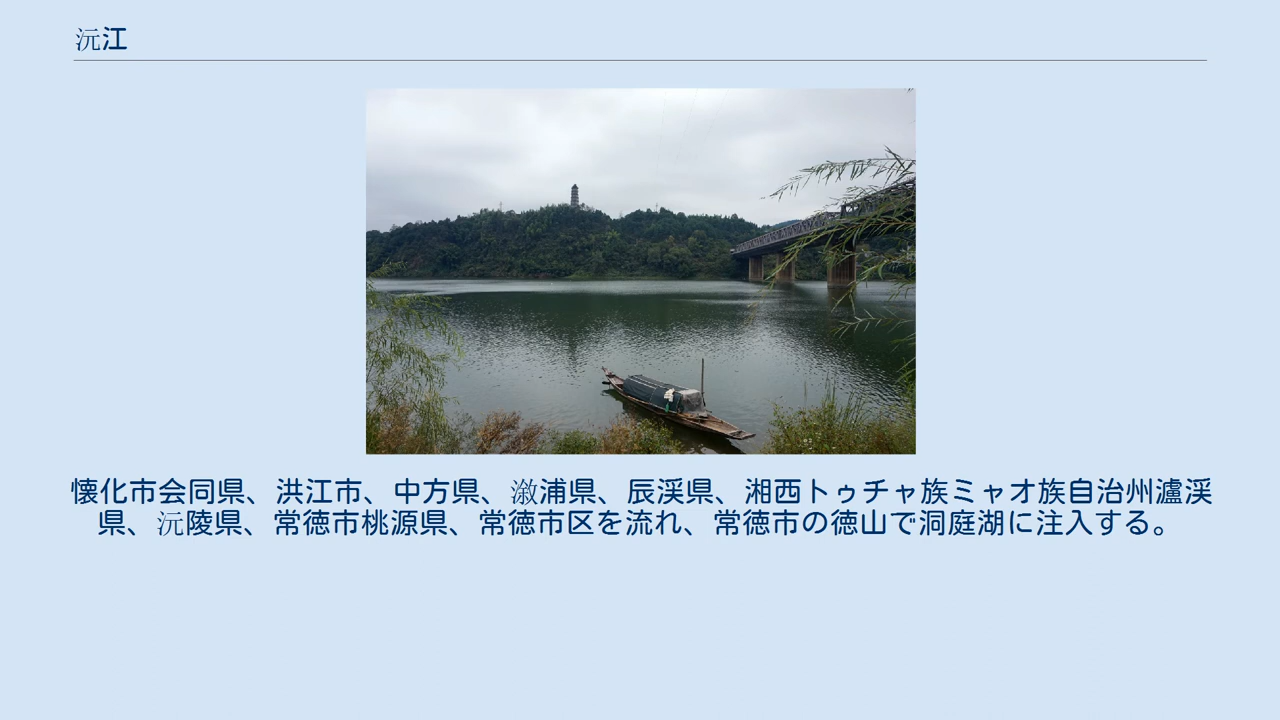 沅江
懐化市会同県、洪江市、中方県、溆浦県、辰渓県、湘西トゥチャ族ミャオ族自治州瀘渓
県、沅陵県、常徳市桃源県、常徳市区を流れ、常徳市の徳山で洞庭湖に注入する。